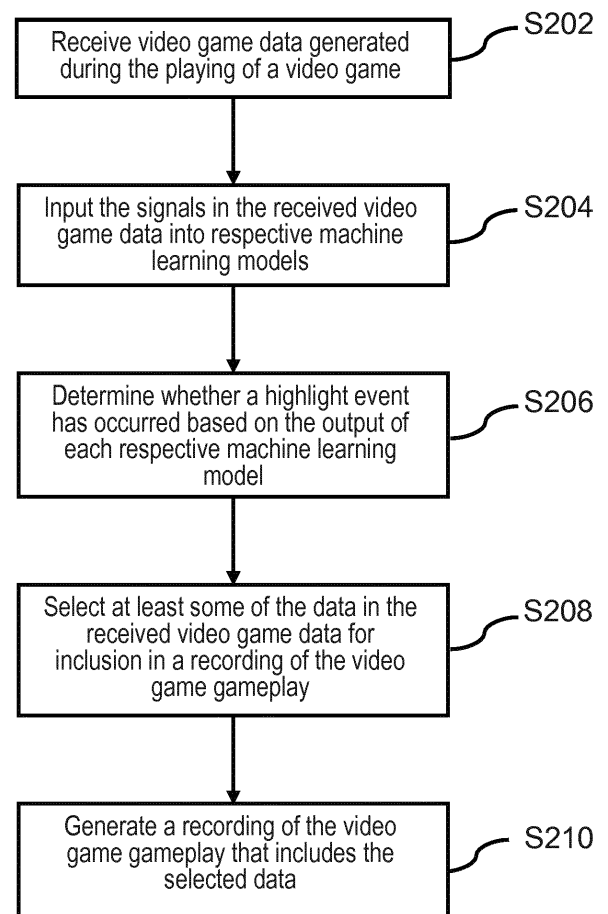 Receive video game data generated
during the playing of a video game
S202
Input the signals in the received video
game data into respective machine
learning models
S204
Determine whether a highlight event
has occurred based on the output of
each respective machine learning
model
S206
Select at least some of the data in the
received video game data for
inclusion in a recording of the video
game gameplay
S208
Generate a recording of the video
game gameplay that includes the
selected data
S210